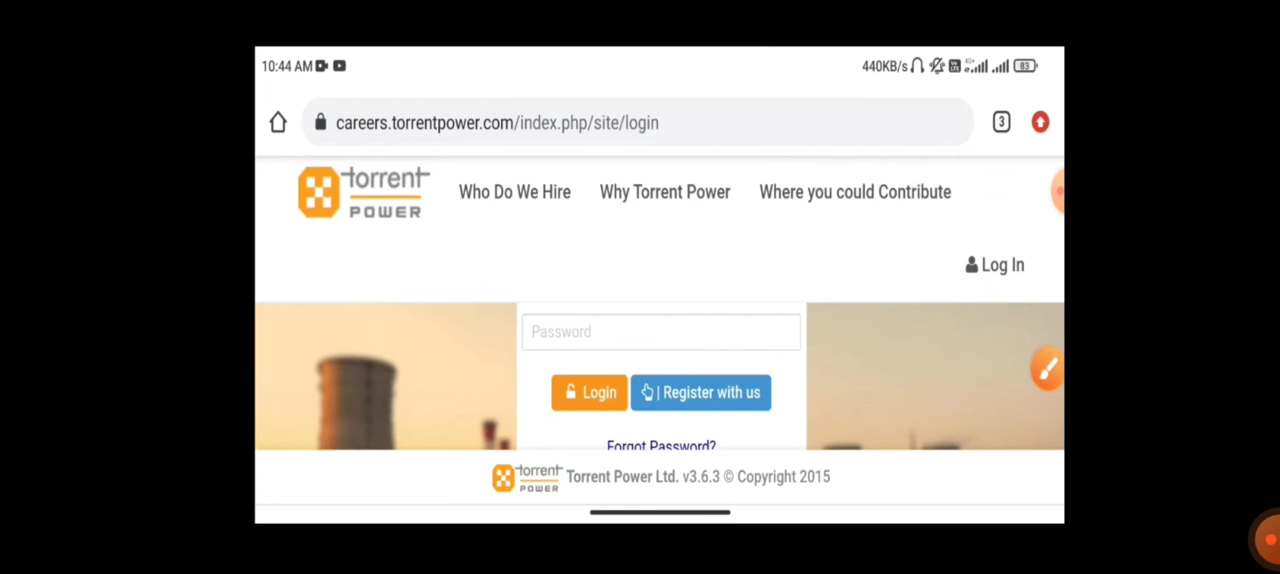 10:44 AM 440KB/s 83
careers.torrentpower.com/index.php/site/login 3
torrent POWER Who Do We Hire Why Torrent Power Where you could Contribute
Log In
Password
Login | Register with us
Forgot Password?
torrent POWER Torrent Power Ltd. v3.6.3 © Copyright 2015